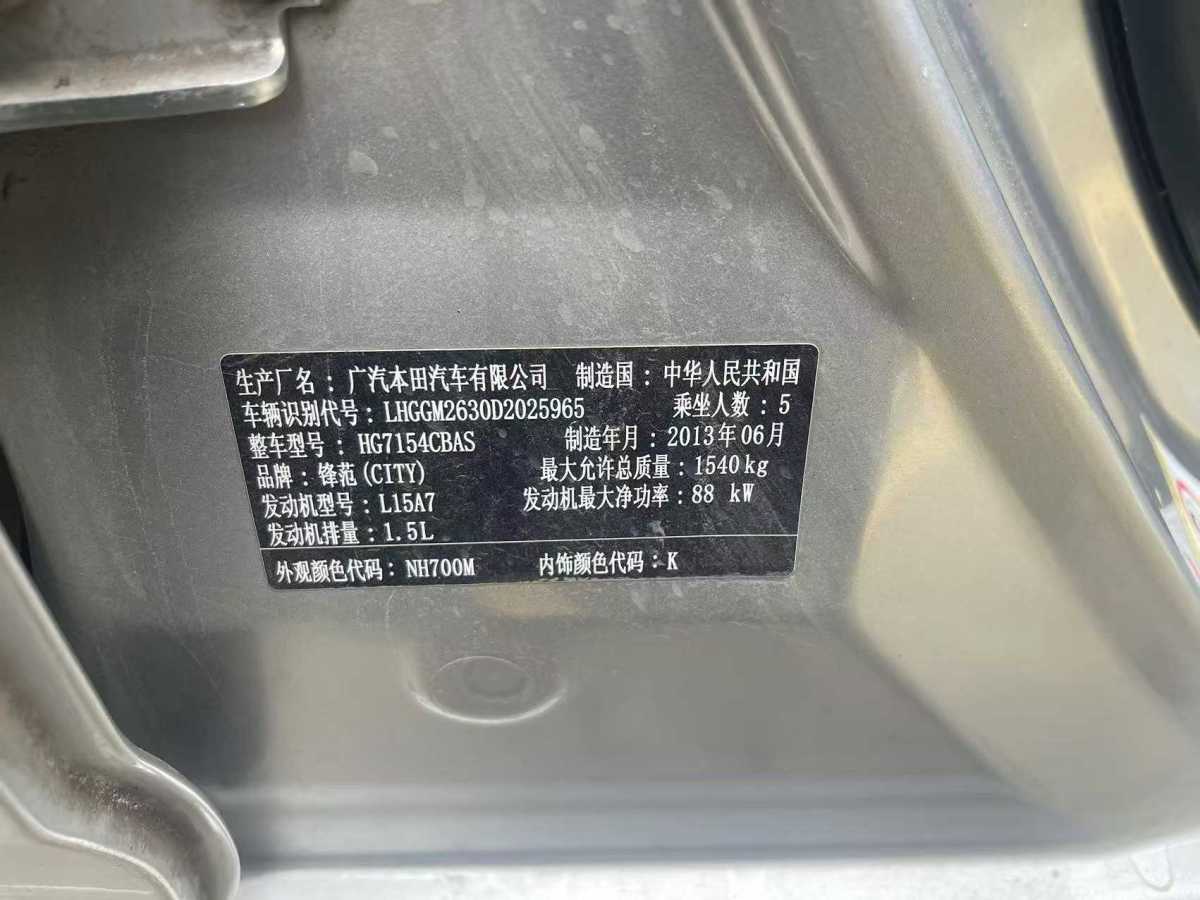 生产厂名：广汽本田汽车有限公司 制造国：中华人民共和国
车辆识别代号：LHGGM2630D2025965 乘坐人数：5
整车型号：HG7154CBAS 制造年月：2013年06月
品牌：锋范(CITY) 最大允许总质量：1540kg
发动机型号：L15A7 发动机最大净功率：88 kW
发动机排量：1.5L
外观颜色代码：NH700M 内饰颜色代码：K